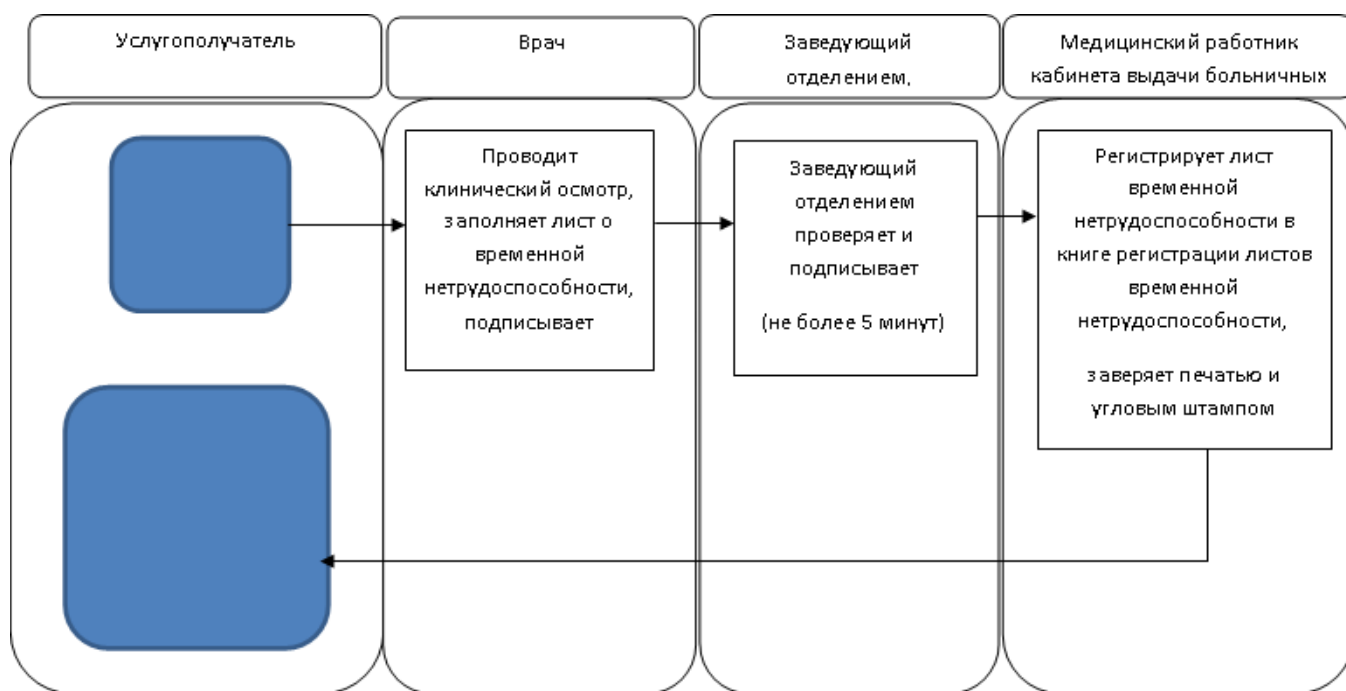 Услугополучатель
Врач
Заведующий
отделением,
Медицинский работник
кабинета выдачи больничных
Проводит
клинический осмотр,
заполняет лист о
временной
нетрудоспособности,
подписывает
Заведующий
отделением
проверяет и
подписывает
(не более 5 минут)
Регистрирует лист
временной
нетрудоспособности в
книге регистрации листов
временной
нетрудоспособности,
заверяет печатью и
угловым штампом